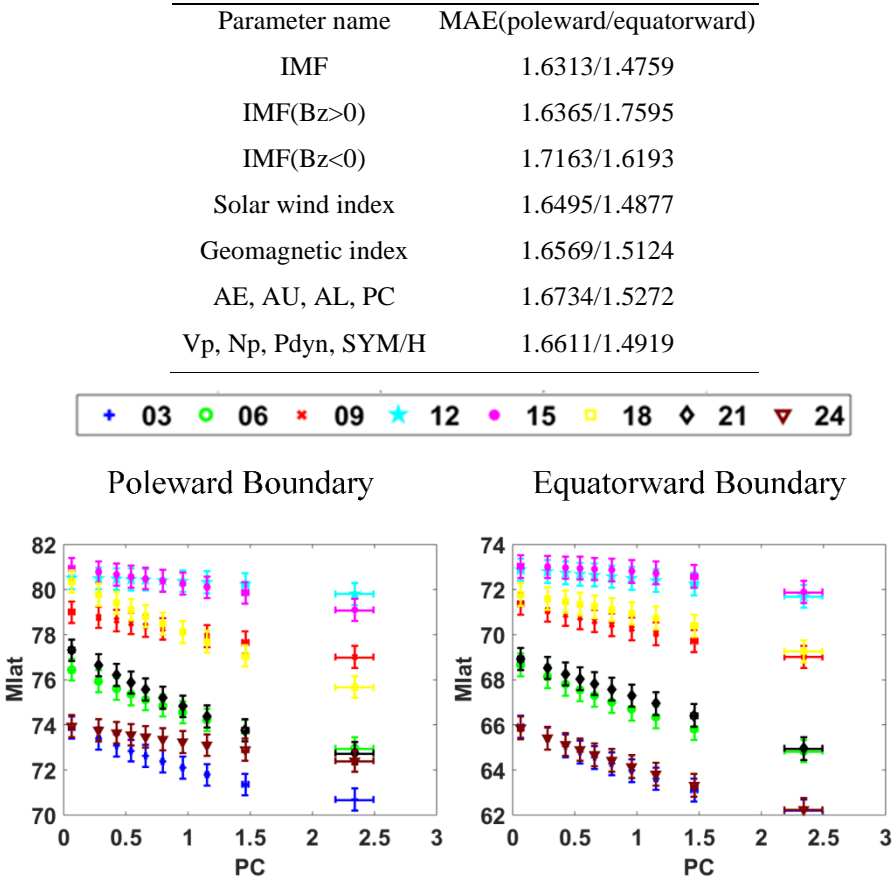 Parameter name MAE(poleward/equatorward)
IMF 1.6313/1.4759
IMF(Bz>0) 1.6365/1.7595
IMF(Bz<0) 1.7163/1.6193
Solar wind index 1.6495/1.4877
Geomagnetic index 1.6569/1.5124
AE, AU, AL, PC 1.6734/1.5272
Vp, Np, Pdyn, SYM/H 1.6611/1.4919
03 06 09 12 15 18 21 24
Poleward Boundary
Mlat
82
80
78
76
74
72
70
0 0.5 1 1.5 2 2.5 3
PC
Equatorward Boundary
Mlat
74
72
70
68
66
64
62
0 0.5 1 1.5 2 2.5 3
PC